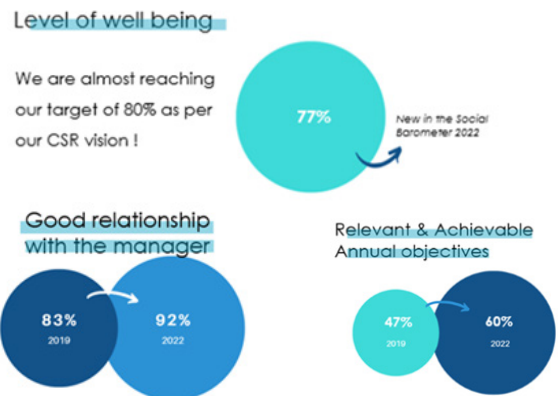 Level of well being
We are almost reaching
our target of 80% as per
our CSR vision !
77%
New in the Social
Barometer 2022
Good relationship
with the manager
83%
2019
92%
2022
Relevant & Achievable
Annual objectives
47%
2019
60%
2022